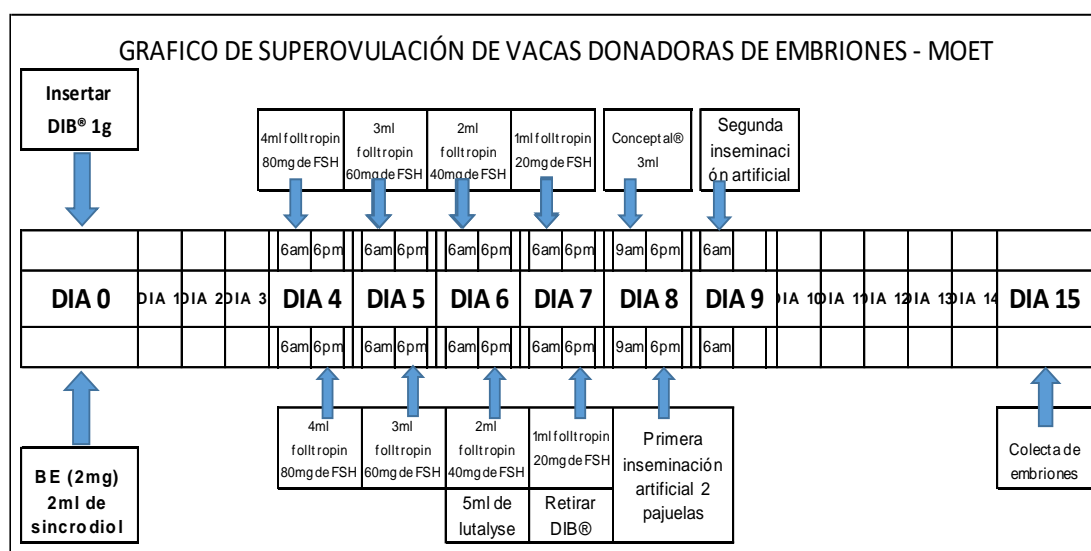 GRAFICO DE SUPEROVULACIÓN DE VACAS DONADORAS DE EMBRIONES - MOET
Insertar
DIB® 1g
4ml folltropin
80mg de FSH
3ml
folltropin
60mg de FSH
2ml
folltropin
40mg de FSH
1ml folltropin
20mg de FSH
Conceptal®
3ml
Segunda
inseminaci
ón artificial
6am 6pm 6am 6pm 6am 6pm 6am 6pm 9am 6pm 6am
DIA 0 DIA 1 DIA 2 DIA 3 DIA 4 DIA 5 DIA 6 DIA 7 DIA 8 DIA 9 DIA 10 DIA 11 DIA 12 DIA 13 DIA 14 DIA 15
6am 6pm 6am 6pm 6am 6pm 6am 6pm 9am 6pm 6am
BE (2mg)
2ml de
sincrodiol
4ml
folltropin
80mg de FSH
3ml
folltropin
60mg de FSH
2ml
folltropin
40mg de FSH
5ml de
lutalyse
1ml folltropin
20mg de FSH
Retirar
DIB®
Primera
inseminación
artificial 2
pajuelas
Colecta de
embriones